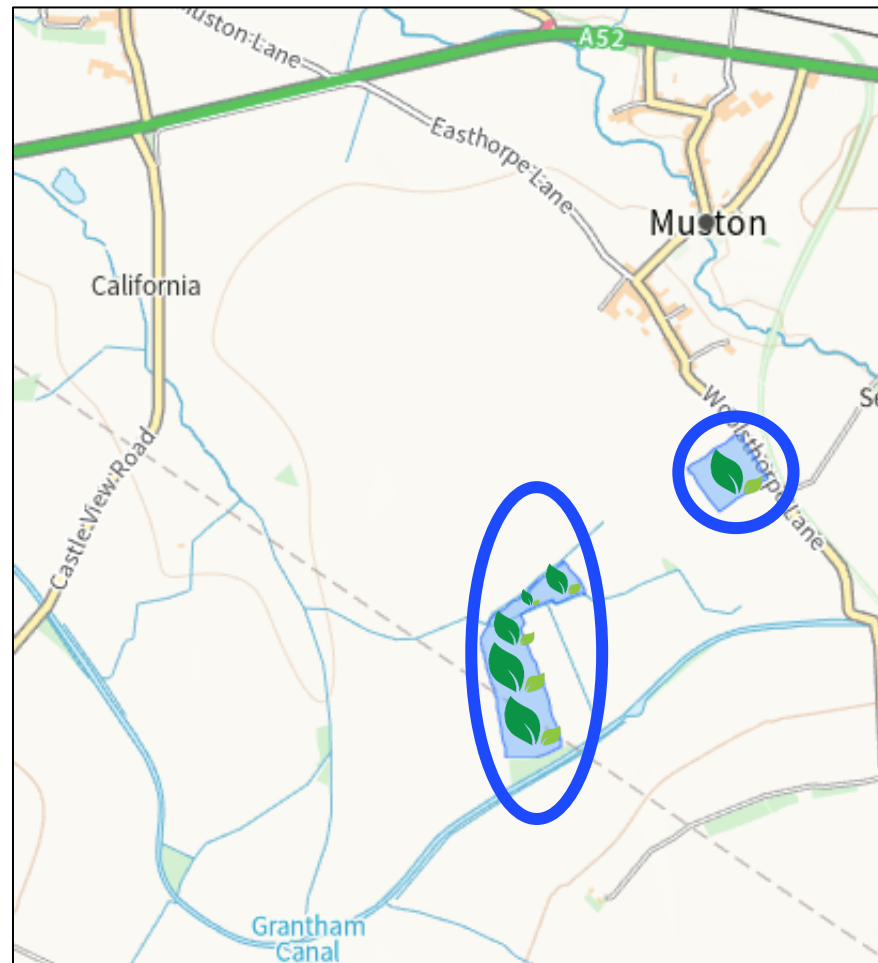 Muston Lane
A52
Easthorpe Lane
Muston
California
Woolsthorpe Lane
Castle View Road
Grantham
Canal